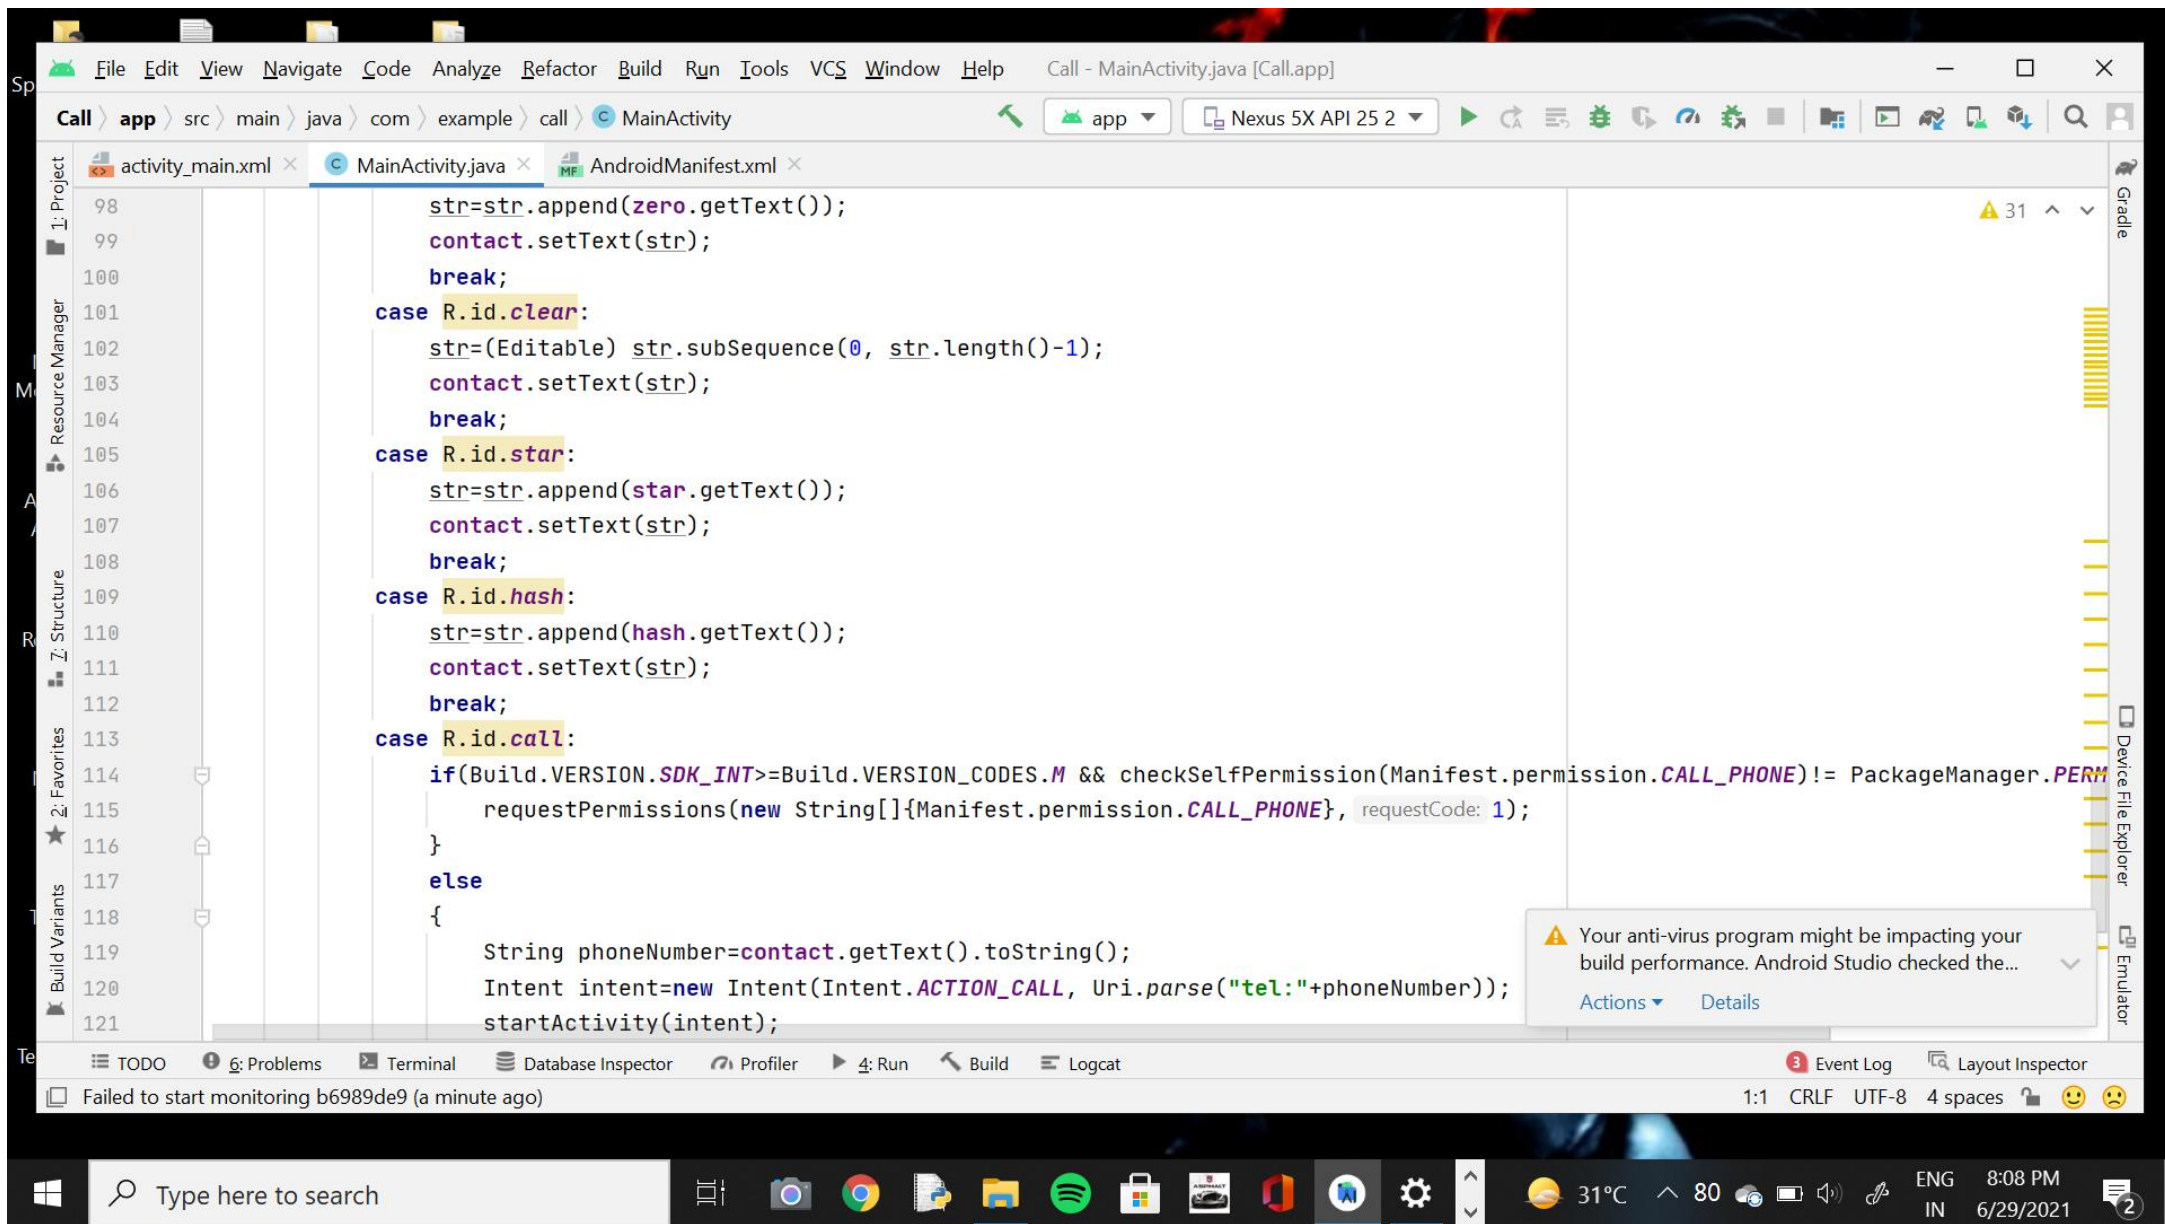 File Edit View Navigate Code Analyze Refactor Build Run Tools VCS Window Help Call - MainActivity.java [Call.app]
Call app src main java com example call MainActivity app Nexus 5X API 25 2
activity_main.xml MainActivity.java AndroidManifest.xml
98 str=str.append(zero.getText());
99 contact.setText(str);
100 break;
101 case R.id.clear:
102 str=(Editable) str.subSequence(0, str.length()-1);
103 contact.setText(str);
104 break;
105 case R.id.star:
106 str=str.append(star.getText());
107 contact.setText(str);
108 break;
109 case R.id.hash:
110 str=str.append(hash.getText());
111 contact.setText(str);
112 break;
113 case R.id.call:
114 if(Build.VERSION.SDK_INT>=Build.VERSION_CODES.M && checkSelfPermission(Manifest.permission.CALL_PHONE)!= PackageManager.PERM
115 requestPermissions(new String[]{Manifest.permission.CALL_PHONE}, requestCode: 1);
116 }
117 else
118 {
119 String phoneNumber=contact.getText().toString();
120 Intent intent=new Intent(Intent.ACTION_CALL, Uri.parse("tel:"+phoneNumber));
121 startActivity(intent);
31
1: Project
Resource Manager
Z: Structure
2: Favorites
Build Variants
Gradle
Device File Explorer
Emulator
Your anti-virus program might be impacting your
build performance. Android Studio checked the...
Actions Details
TODO 6: Problems Terminal Database Inspector Profiler 4: Run Build Logcat 3 Event Log Layout Inspector
Failed to start monitoring b6989de9 (a minute ago) 1:1 CRLF UTF-8 4 spaces
Type here to search 31°C 80 ENG 8:08 PM
IN 6/29/2021 2